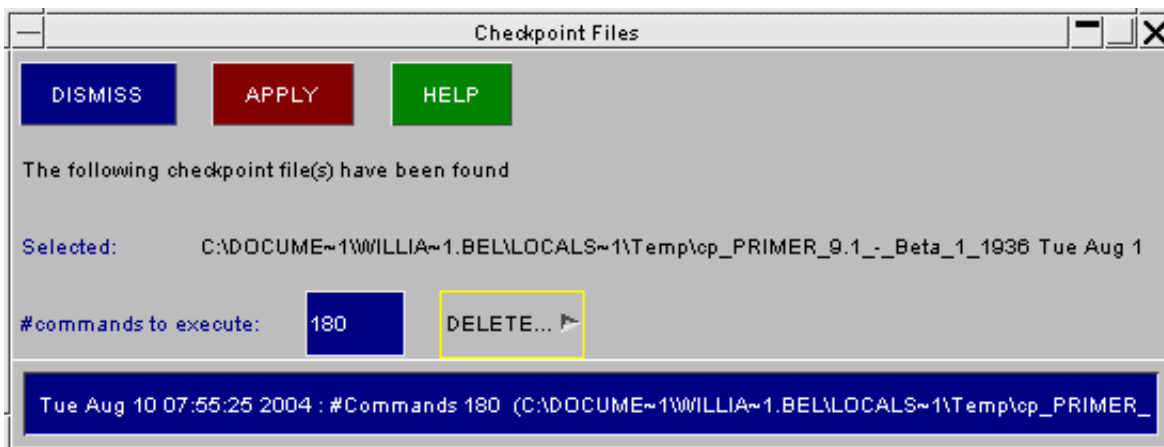 Checkpoint Files
DISMISS APPLY HELP
The following checkpoint file(s) have been found
Selected: C:\DOCUME~1\WILLIA~1.BEL\LOCALS~1\Temp\cp_PRIMER_9.1_-_Beta_1_1936 Tue Aug 1
#commands to execute: 180 DELETE...
Tue Aug 10 07:55:25 2004 : #Commands 180 (C:\DOCUME~1\WILLIA~1.BEL\LOCALS~1\Temp\cp_PRIMER_